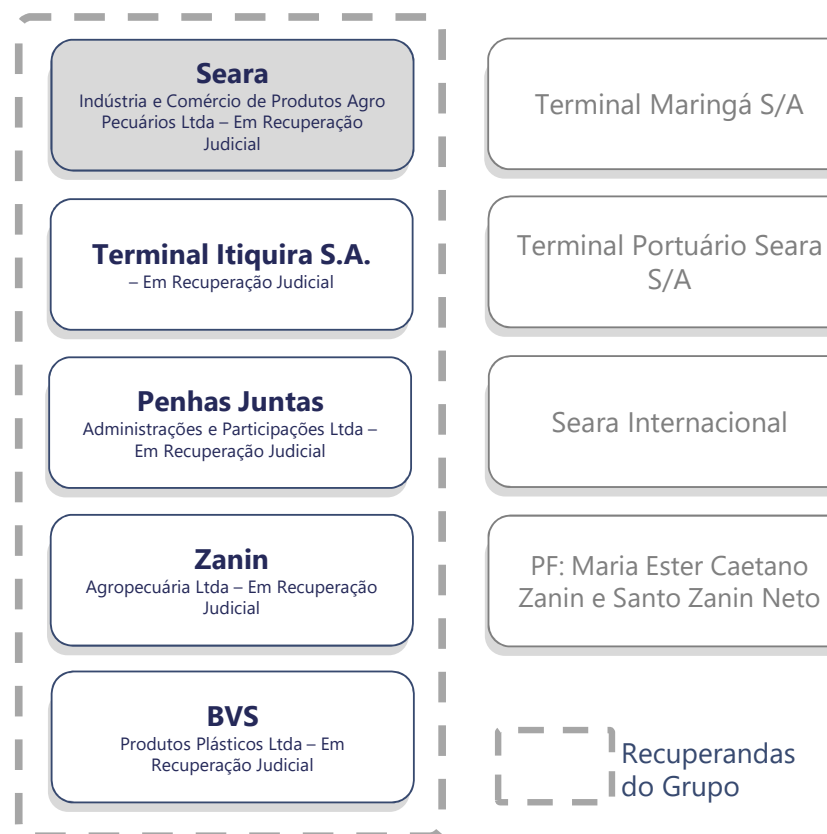 Seara
Indústria e Comércio de Produtos Agro
Pecuários Ltda – Em Recuperação
Judicial
Terminal Itiquira S.A.
– Em Recuperação Judicial
Penhas Juntas
Administrações e Participações Ltda –
Em Recuperação Judicial
Zanin
Agropecuária Ltda – Em Recuperação
Judicial
BVS
Produtos Plásticos Ltda – Em
Recuperação Judicial
Terminal Maringá S/A
Terminal Portuário Seara
S/A
Seara Internacional
PF: Maria Ester Caetano
Zanin e Santo Zanin Neto
Recuperandas
do Grupo